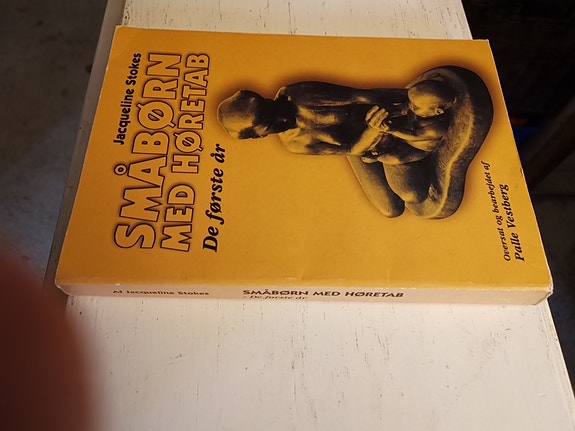 Jacqueline Stokes
SMÅBØRN
MED HØRETAB
De første år
Oversat og bearbejdet af
Palle Vestberg
Af Jacqueline Stokes
SMÅBØRN MED HØRETAB
- De første år